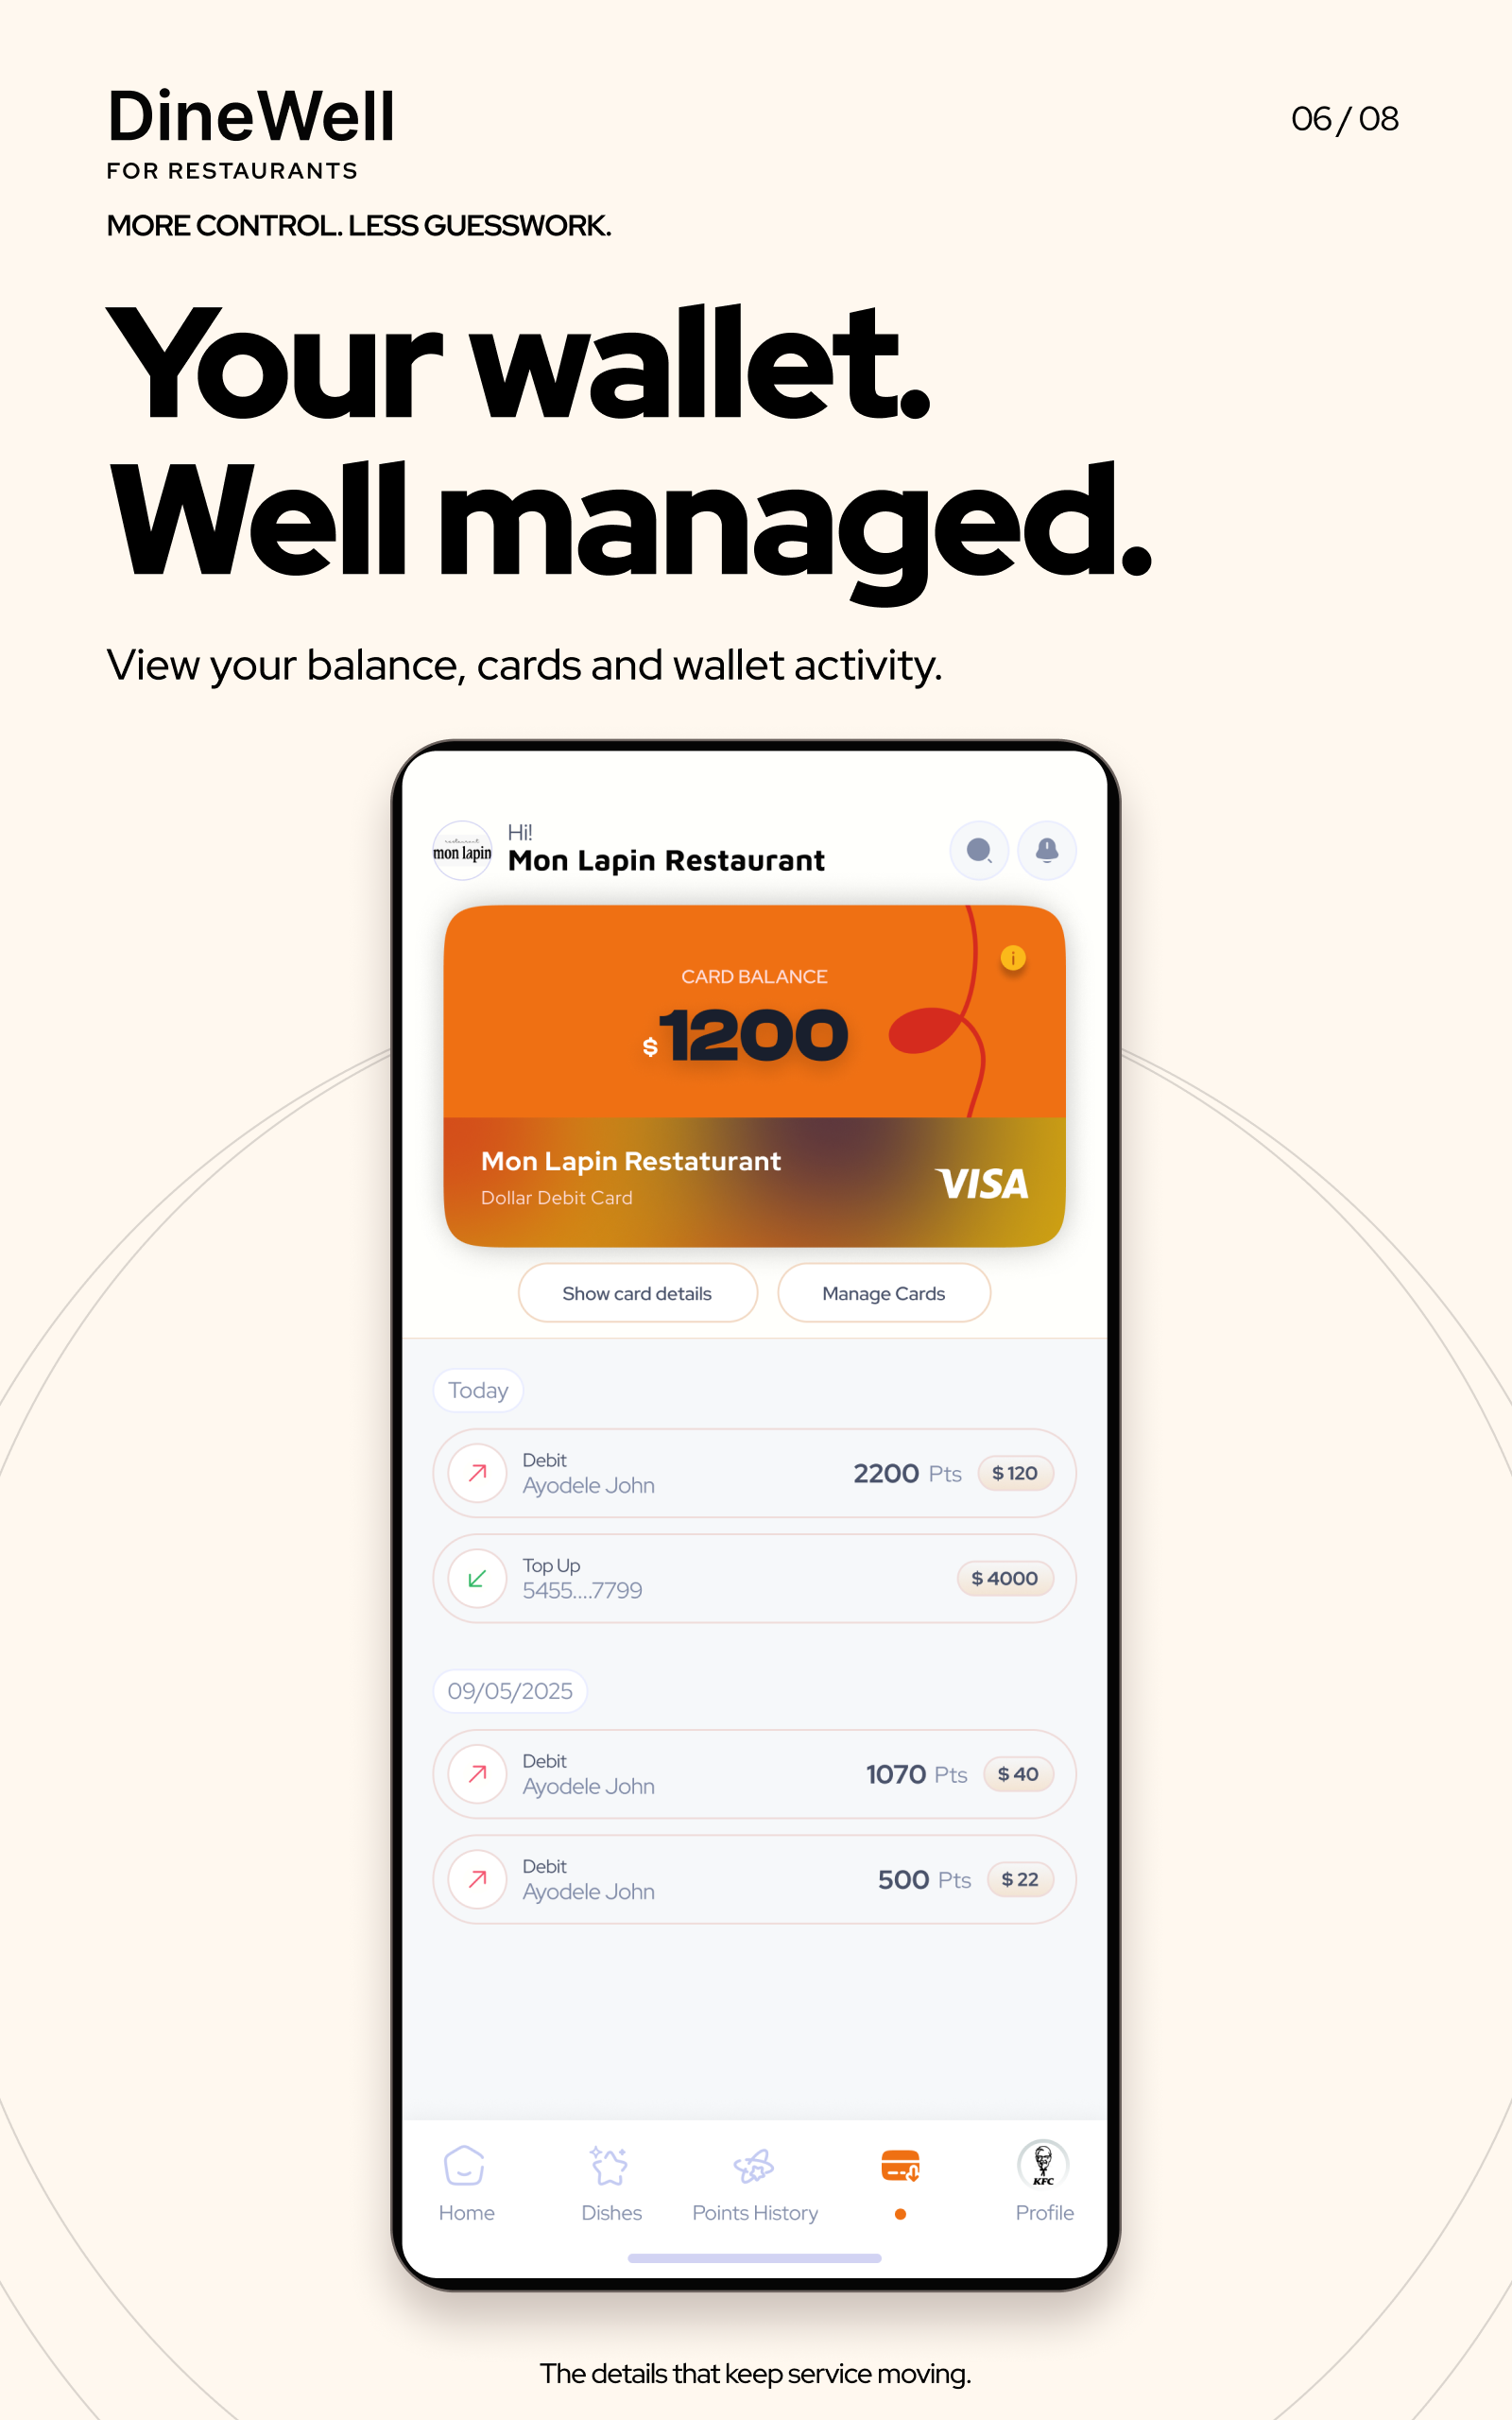 DineWell
06 / 08
FOR RESTAURANTS
MORE CONTROL. LESS GUESSWORK.
Your wallet.
Well managed.
View your balance, cards and wallet activity.
restaurant
mon lapin
Hi!
Mon Lapin Restaurant
i
CARD BALANCE
$1200
Mon Lapin Restaturant
Dollar Debit Card
VISA
Show card details
Manage Cards
Today
Debit
Ayodele John
2200 Pts
$ 120
Top Up
5455....7799
$ 4000
09/05/2025
Debit
Ayodele John
1070 Pts
$ 40
Debit
Ayodele John
500 Pts
$ 22
KFC
Home
Dishes
Points History
Profile
The details that keep service moving.